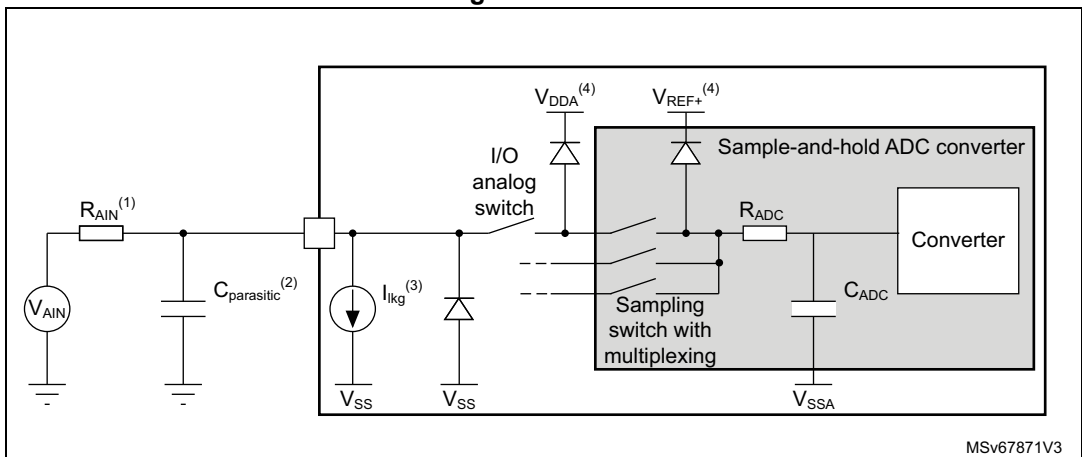 V_DDA^(4)
V_REF+^(4)
Sample-and-hold ADC converter
I/O
analog
switch
R_AIN^(1)
R_ADC
Converter
V_AIN
C_parasitic^(2)
I_lkg^(3)
C_ADC
Sampling
switch with
multiplexing
V_SS
V_SS
V_SSA
MSv67871V3